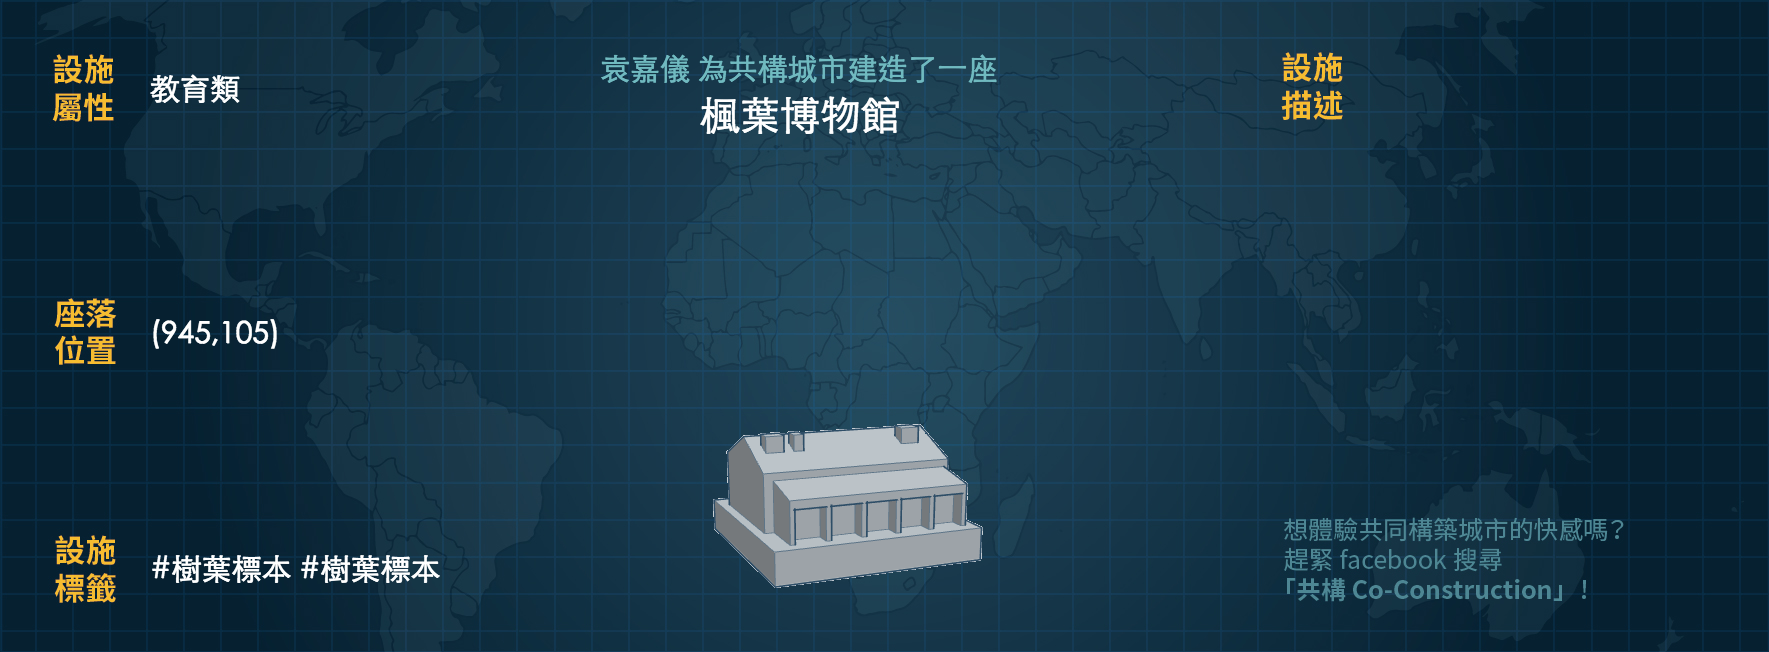 設施
屬性
教育類
袁嘉儀 為共構城市建造了一座
楓葉博物館
設施
描述
座落
位置
(945,105)
設施
標籤
#樹葉標本 #樹葉標本
想體驗共同構築城市的快感嗎?
趕緊 facebook 搜尋
「共構 Co-Construction」!